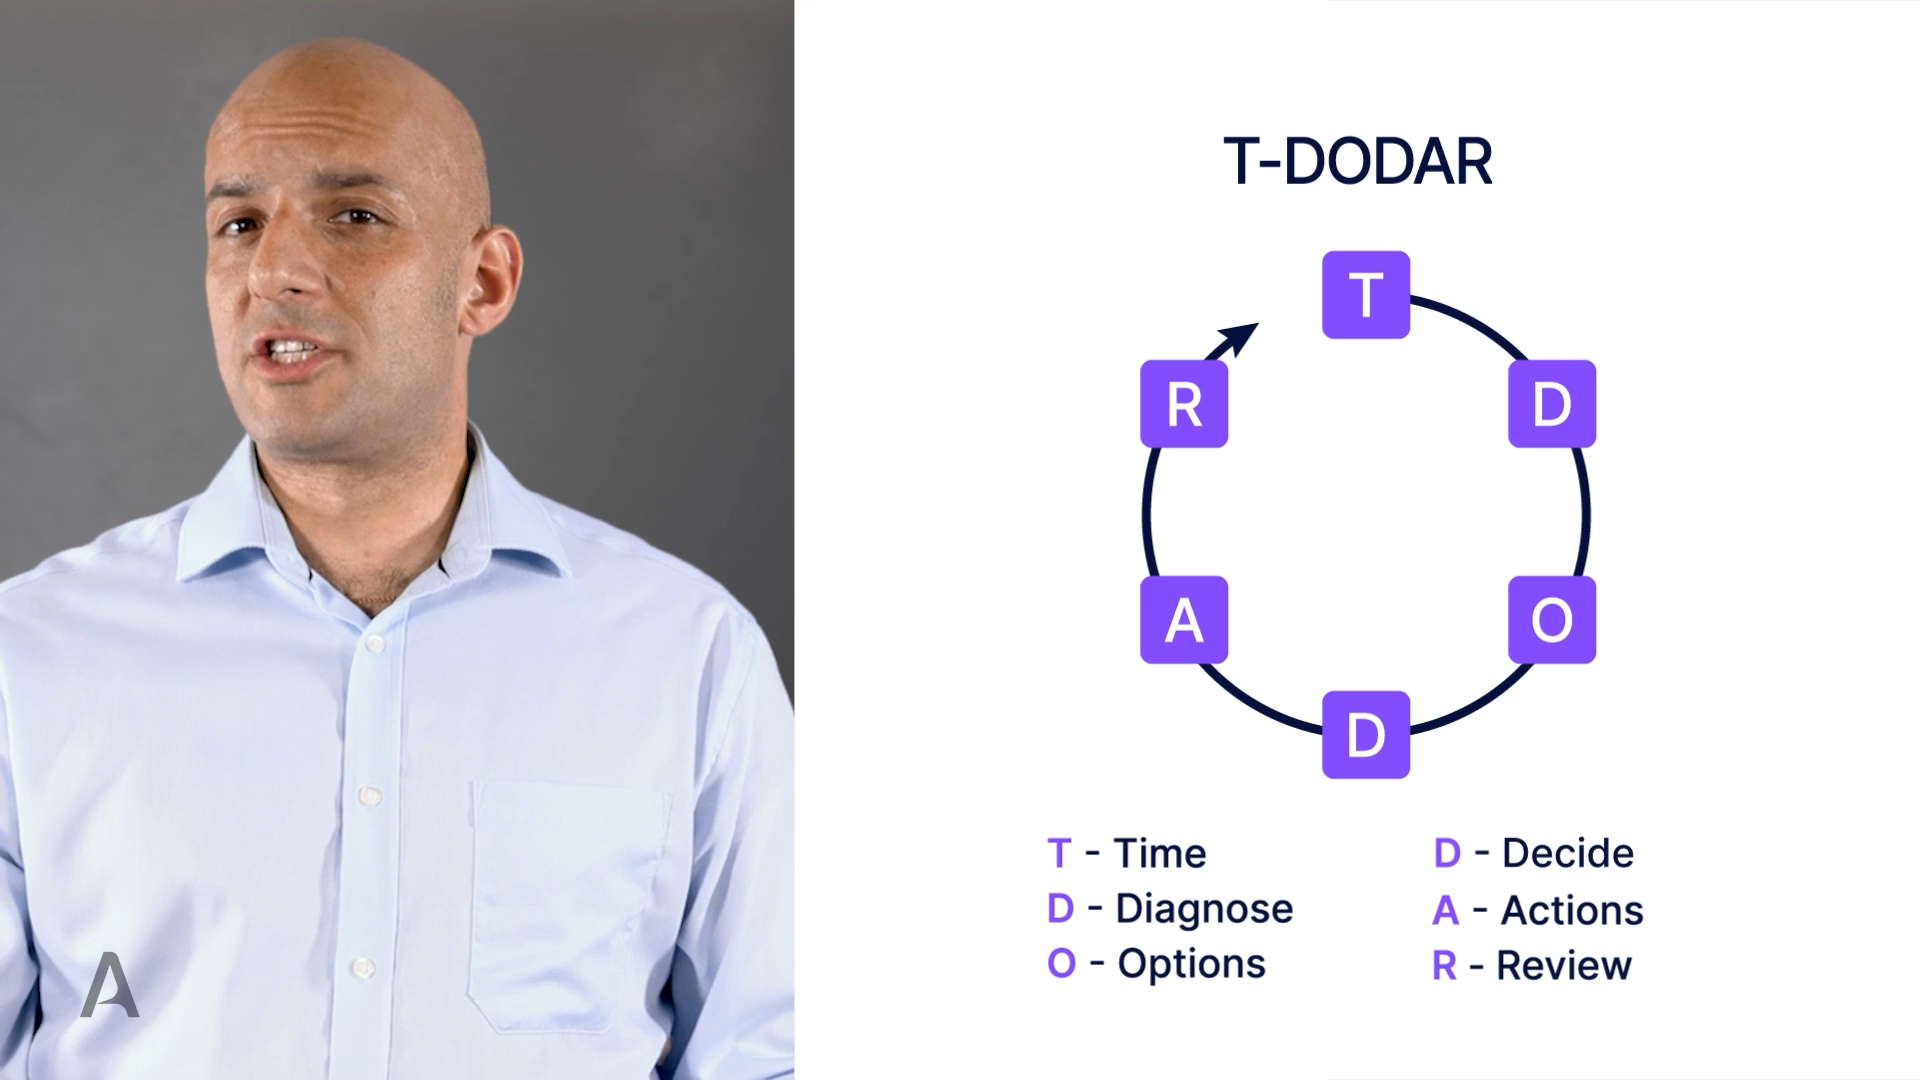 T-DODAR
T
D
O
D
A
R
T - Time
D - Diagnose
O - Options
D - Decide
A - Actions
R - Review
A